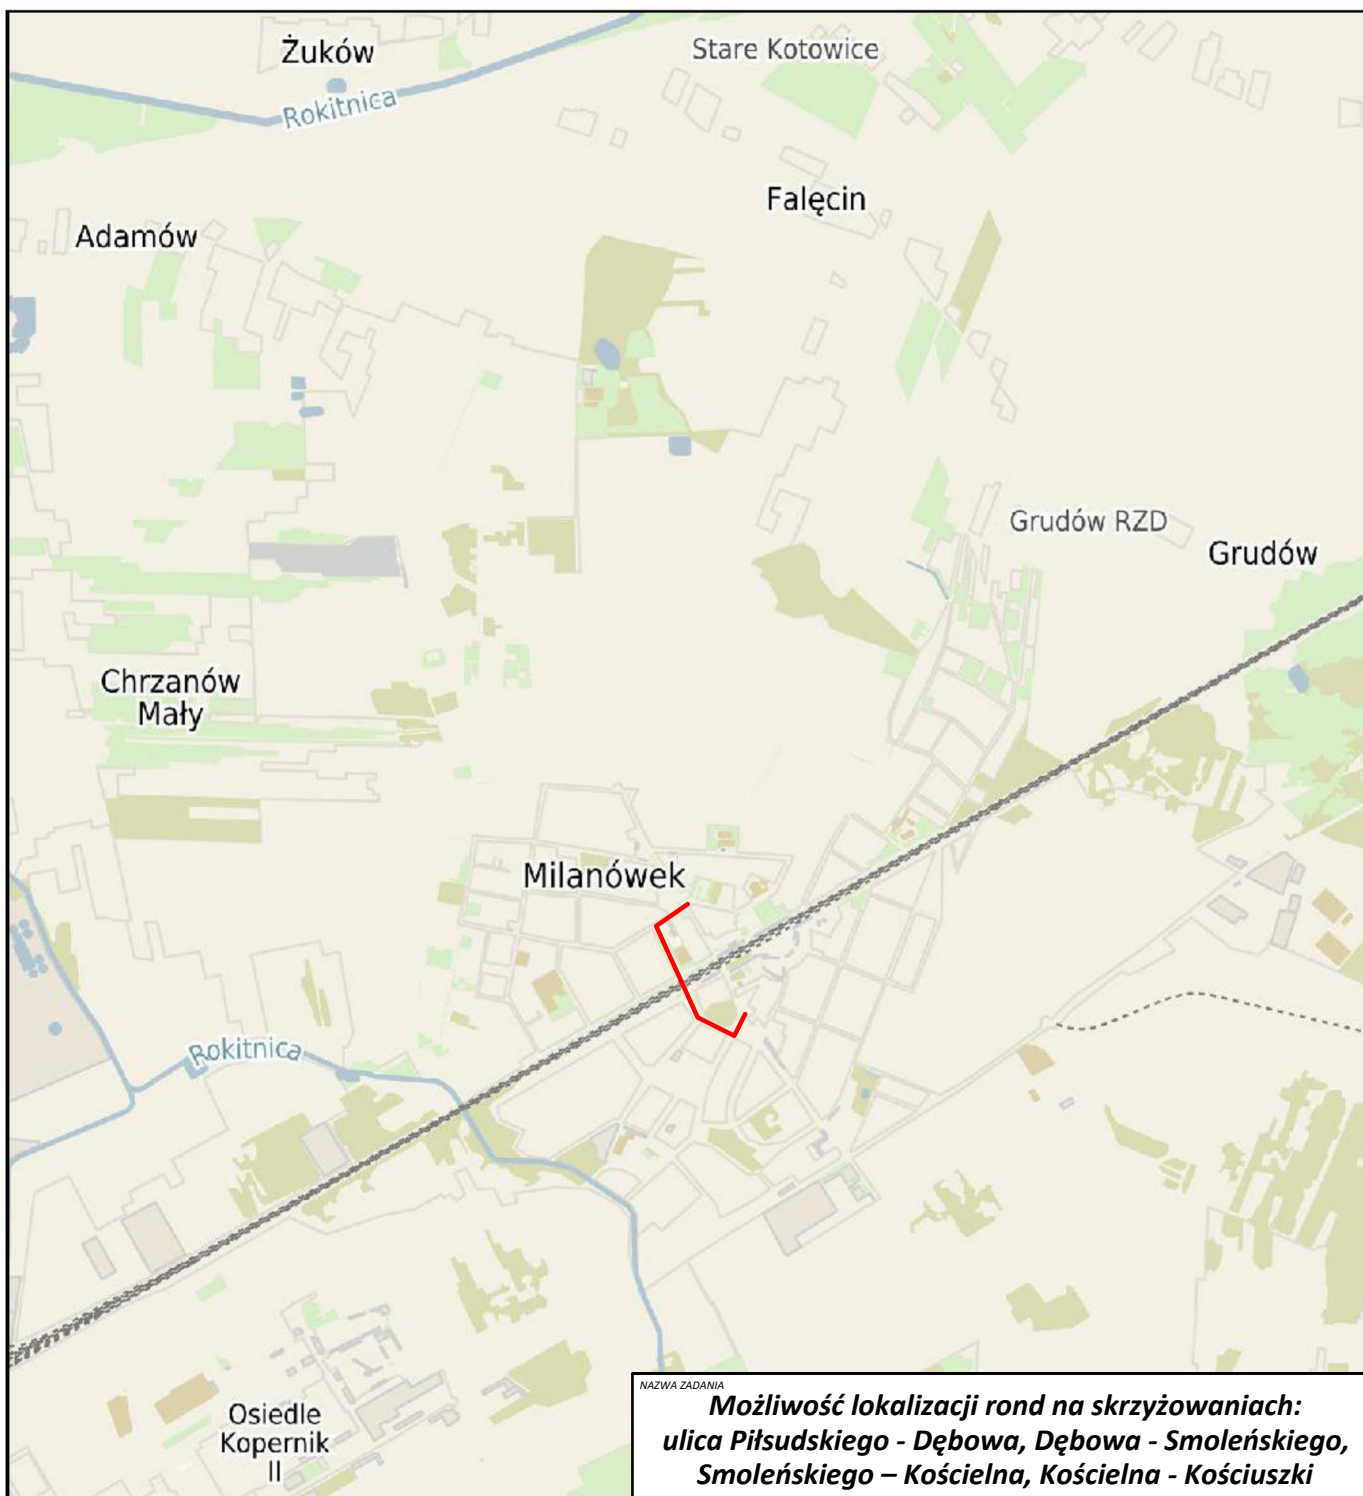 Żuków
Stare Kotowice
Rokitnica
Falęcin
Adamów
Grudów RZD
Grudów
Chrzanów
Mały
Milanówek
Rokitnica
Osiedle
Kopernik
II
NAZWA ZADANIA
Możliwość lokalizacji rond na skrzyżowaniach:
ulica Piłsudskiego - Dębowa, Dębowa - Smoleńskiego,
Smoleńskiego – Kościelna, Kościelna - Kościuszki